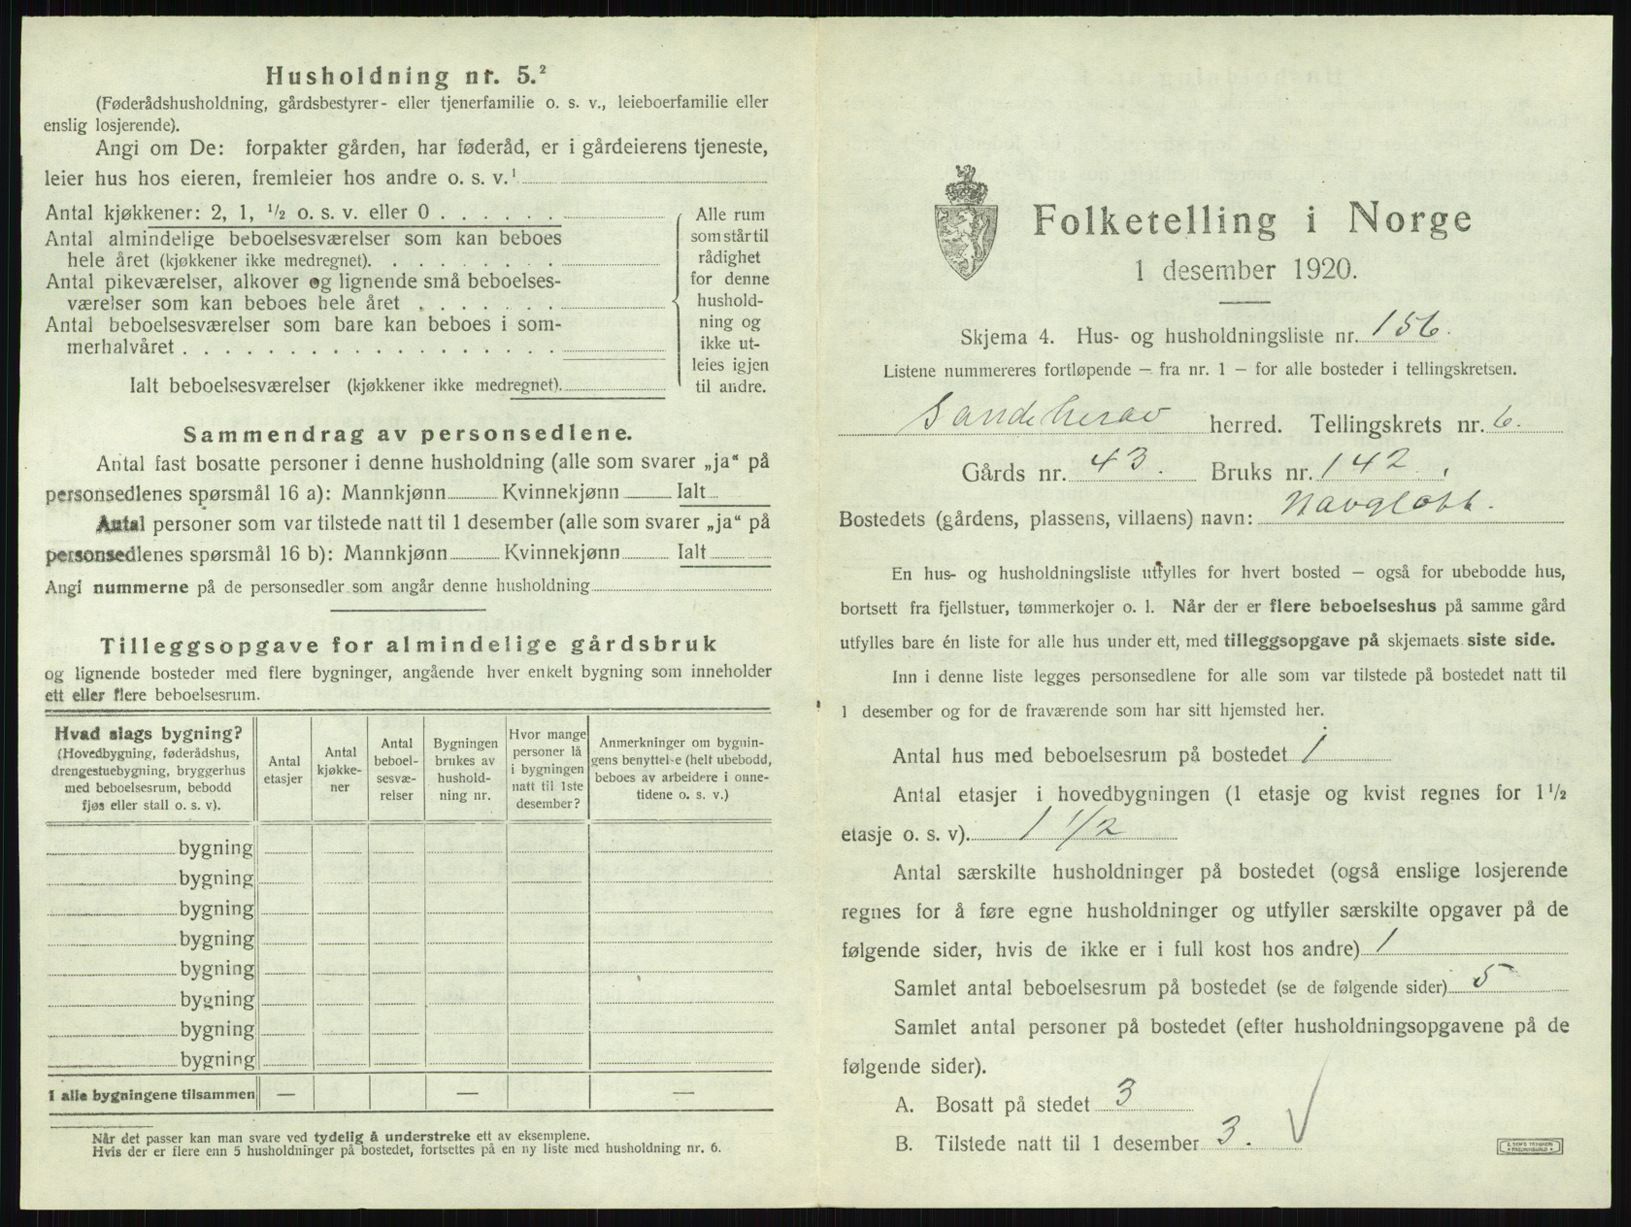 Husholdning nr. 5.²
(Føderådshusholdning, gårdsbestyrer- eller tjenerfamilie o. s. v., leieboerfamilie eller
enslig losjerende).
Angi om De: forpakter gården, har føderåd, er i gårdeierens tjeneste,
leier hus hos eieren, fremleier hos andre o. s. v.¹
Antal kjøkkener: 2, 1, ½ o. s. v. eller 0
Antal almindelige beboelsesværelser som kan beboes
hele året (kjøkkener ikke medregnet).
Antal pikeværelser, alkover og lignende små beboelses-
værelser som kan beboes hele året
Antal beboelsesværelser som bare kan beboes i som-
merhalvåret
Ialt beboelsesværelser (kjøkkener ikke medregnet).
Alle rum
som står til
rådighet
for denne
hushold-
ning og
ikke ut-
leies igjen
til andre.
Sammendrag av personsedlene.
Antal fast bosatte personer i denne husholdning (alle som svarer „ja“ på
personsedlenes spørsmål 16 a): Mannkjønn Kvinnekjønn Ialt
Antal personer som var tilstede natt til 1 desember (alle som svarer „ja“ på
personsedlenes spørsmål 16 b): Mannkjønn Kvinnekjønn Ialt
Angi nummerne på de personsedler som angår denne husholdning
Tilleggsopgave for almindelige gårdsbruk
og lignende bosteder med flere bygninger, angående hver enkelt bygning som inneholder
ett eller flere beboelsesrum.
Hvad slags bygning?
(Hovedbygning, føderådshus,
drengestuebygning, bryggerhus
med beboelsesrum, bebodd
fjøs eller stall o. s. v).
Antal
etasjer
Antal
kjøkke-
ner
Antal
beboel-
sesvæ-
relser
Bygningen
brukes av
hushold-
ning nr.
Hvor mange
personer lå
i bygningen
natt til 1ste
desember?
Anmerkninger om bygnin-
gens benyttelse (helt ubebodd,
beboes av arbeidere i onne-
tidene o. s. v.)
bygning
bygning
bygning
bygning
bygning
bygning
bygning
bygning
I alle bygningene tilsammen — — —
Når det passer kan man svare ved tydelig å understreke ett av eksemplene.
Hvis der er flere enn 5 husholdninger på bostedet, fortsettes på en ny liste med husholdning nr. 6.
Folketelling i Norge
1 desember 1920.
Skjema 4. Hus- og husholdningsliste nr. 156.
Listene nummereres fortløpende — fra nr. 1 — for alle bosteder i tellingskretsen.
Sandeherad herred. Tellingskrets nr. 6.
Gårds nr. 43. Bruks nr. 142,
Bostedets (gårdens, plassens, villaens) navn: Havgløtt.
En hus- og husholdningsliste utfylles for hvert bosted — også for ubebodde hus,
bortsett fra fjellstuer, tømmerkojer o. l. Når der er flere beboelseshus på samme gård
utfylles bare én liste for alle hus under ett, med tilleggsopgave på skjemaets siste side.
Inn i denne liste legges personsedlene for alle som var tilstede på bostedet natt til
1 desember og for de fraværende som har sitt hjemsted her.
Antal hus med beboelsesrum på bostedet 1
Antal etasjer i hovedbygningen (1 etasje og kvist regnes for 1½
etasje o. s. v). 1 1/2
Antal særskilte husholdninger på bostedet (også enslige losjerende
regnes for å føre egne husholdninger og utfyller særskilte opgaver på de
følgende sider, hvis de ikke er i full kost hos andre) 1
Samlet antal beboelsesrum på bostedet (se de følgende sider) 5
Samlet antal personer på bostedet (efter husholdningsopgavene på de
følgende sider).
A. Bosatt på stedet 3
B. Tilstede natt til 1 desember 3.